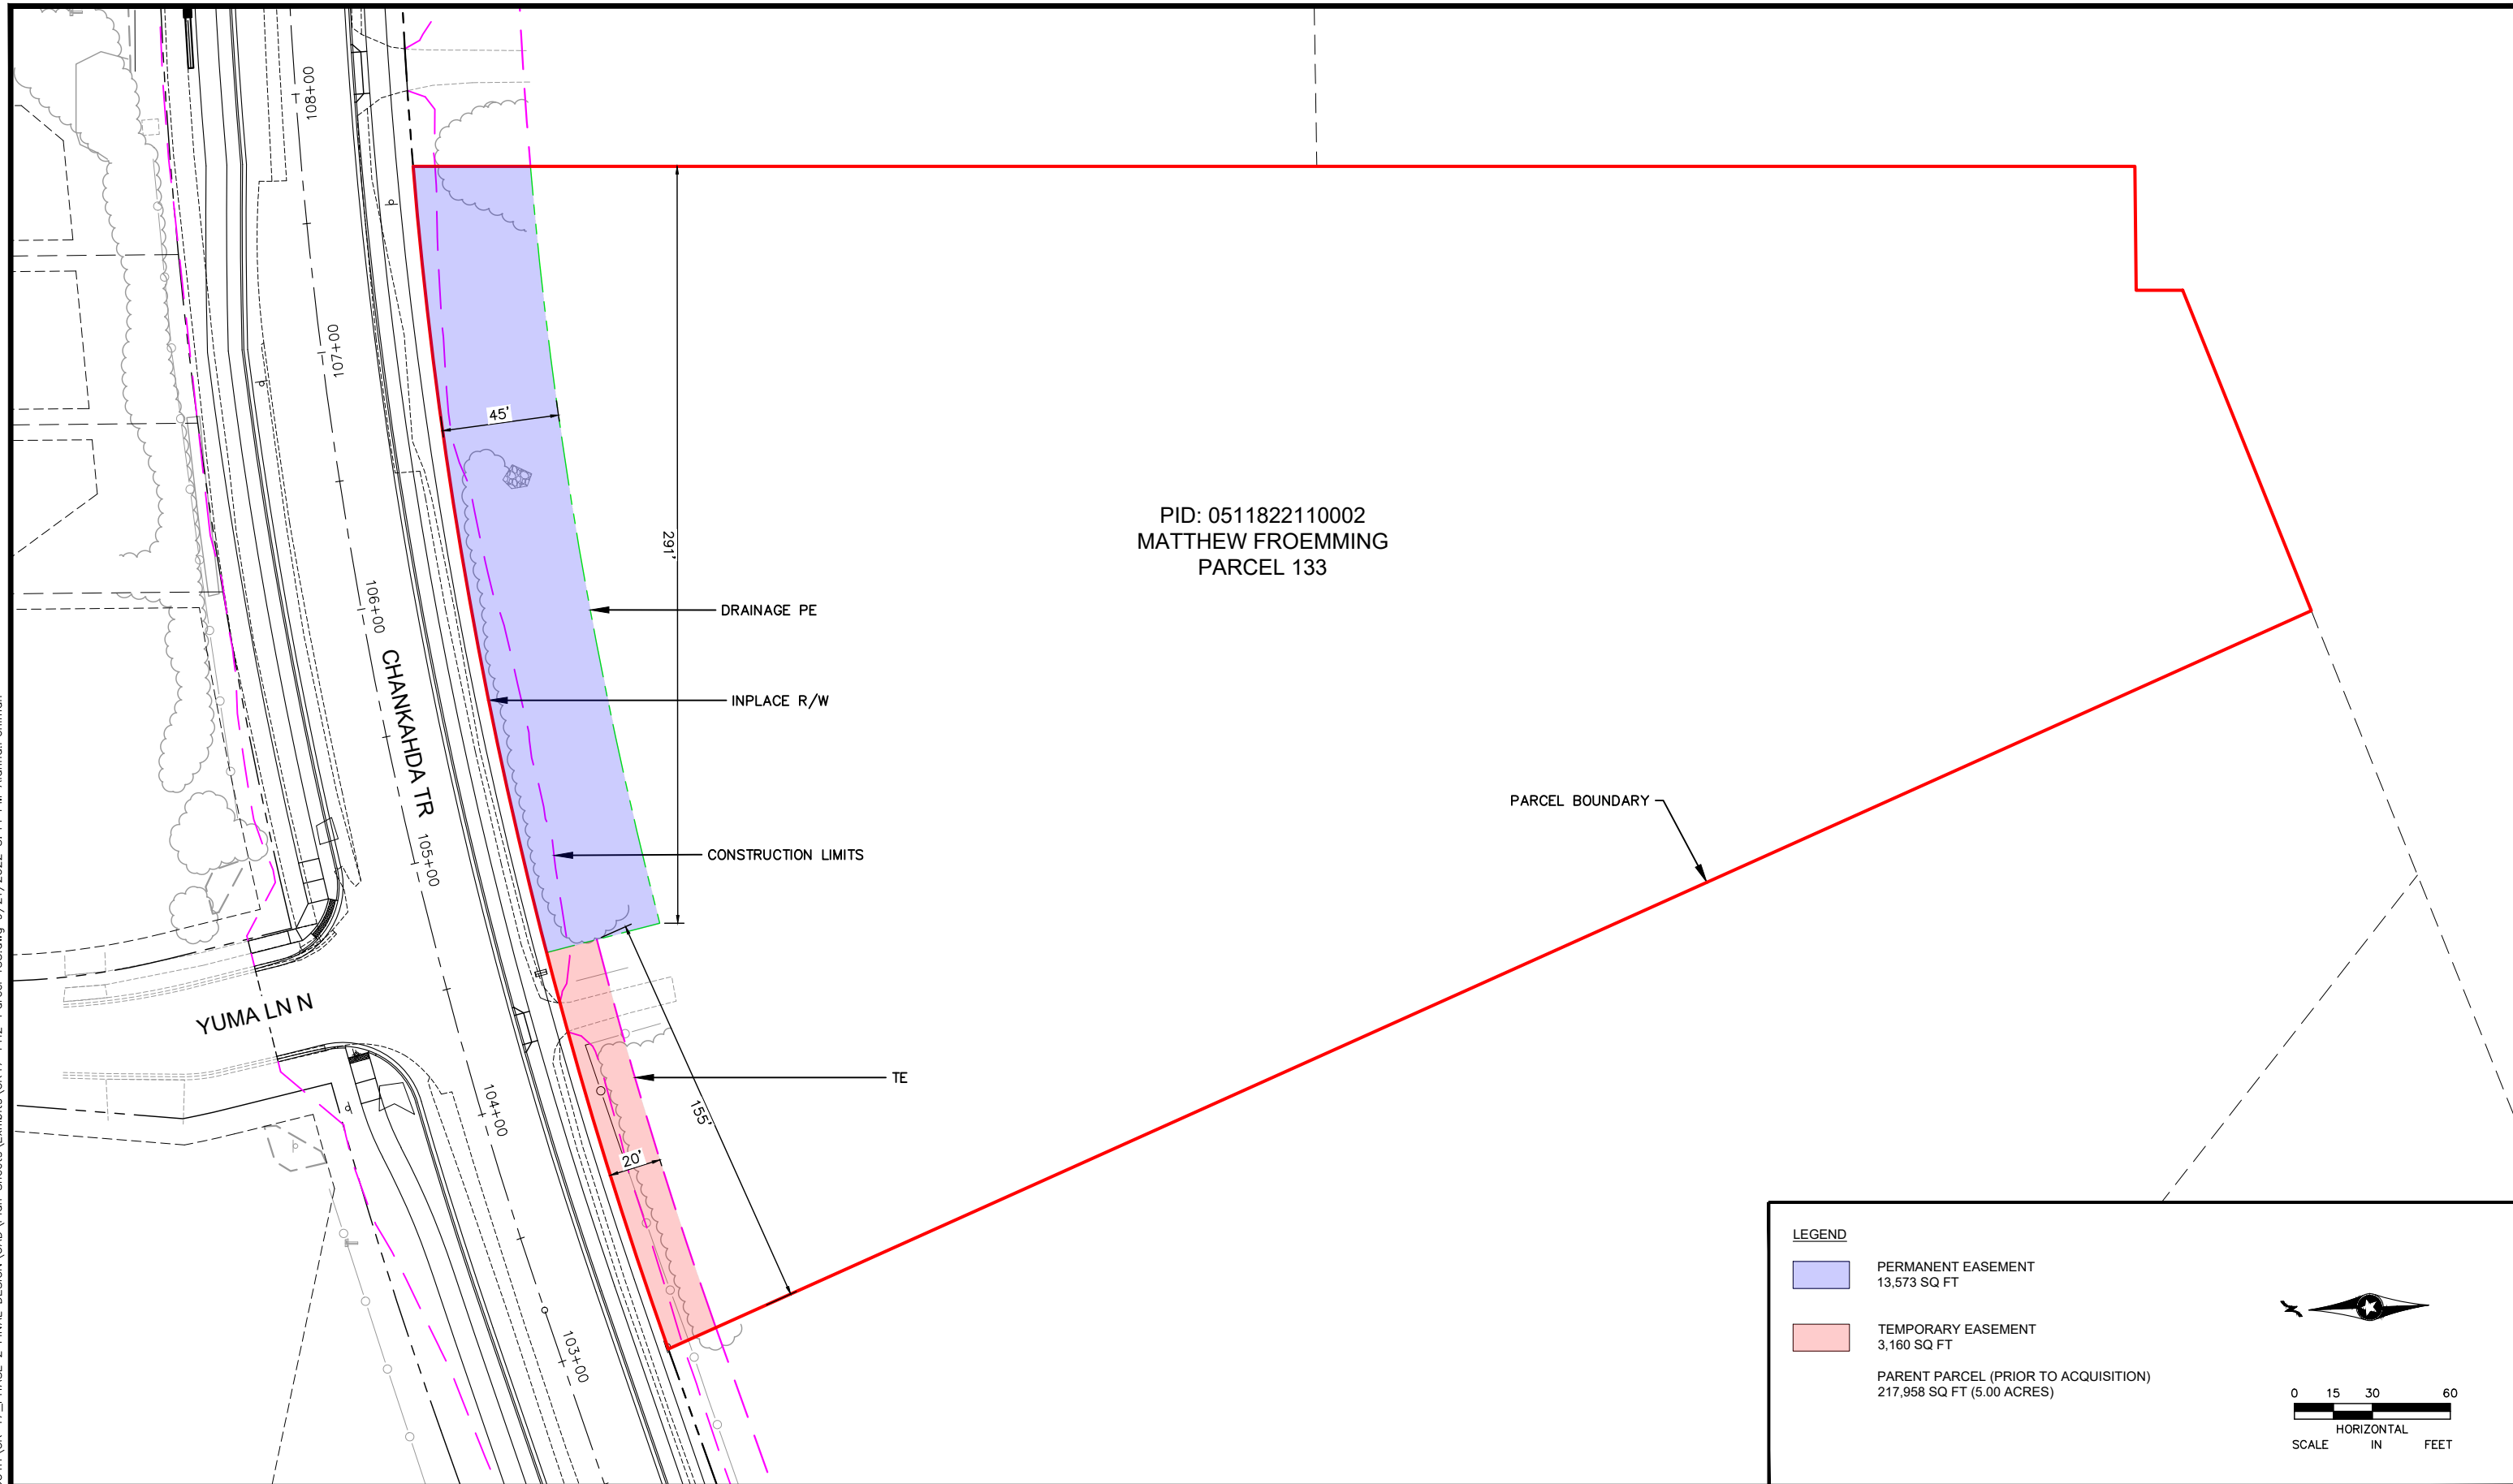 108+00
107+00
45'
291'
PID: 0511822110002
MATTHEW FROEMMING
PARCEL 133
106+00
DRAINAGE PE
CHANKAHDA TR
INPLACE R/W
PARCEL BOUNDARY
105+00
CONSTRUCTION LIMITS
YUMA LN N
TE
104+00
155'
20'
103+00
LEGEND
PERMANENT EASEMENT
13,573 SQ FT
TEMPORARY EASEMENT
3,160 SQ FT
PARENT PARCEL (PRIOR TO ACQUISITION)
217,958 SQ FT (5.00 ACRES)
0 15 30 60
HORIZONTAL
SCALE IN FEET